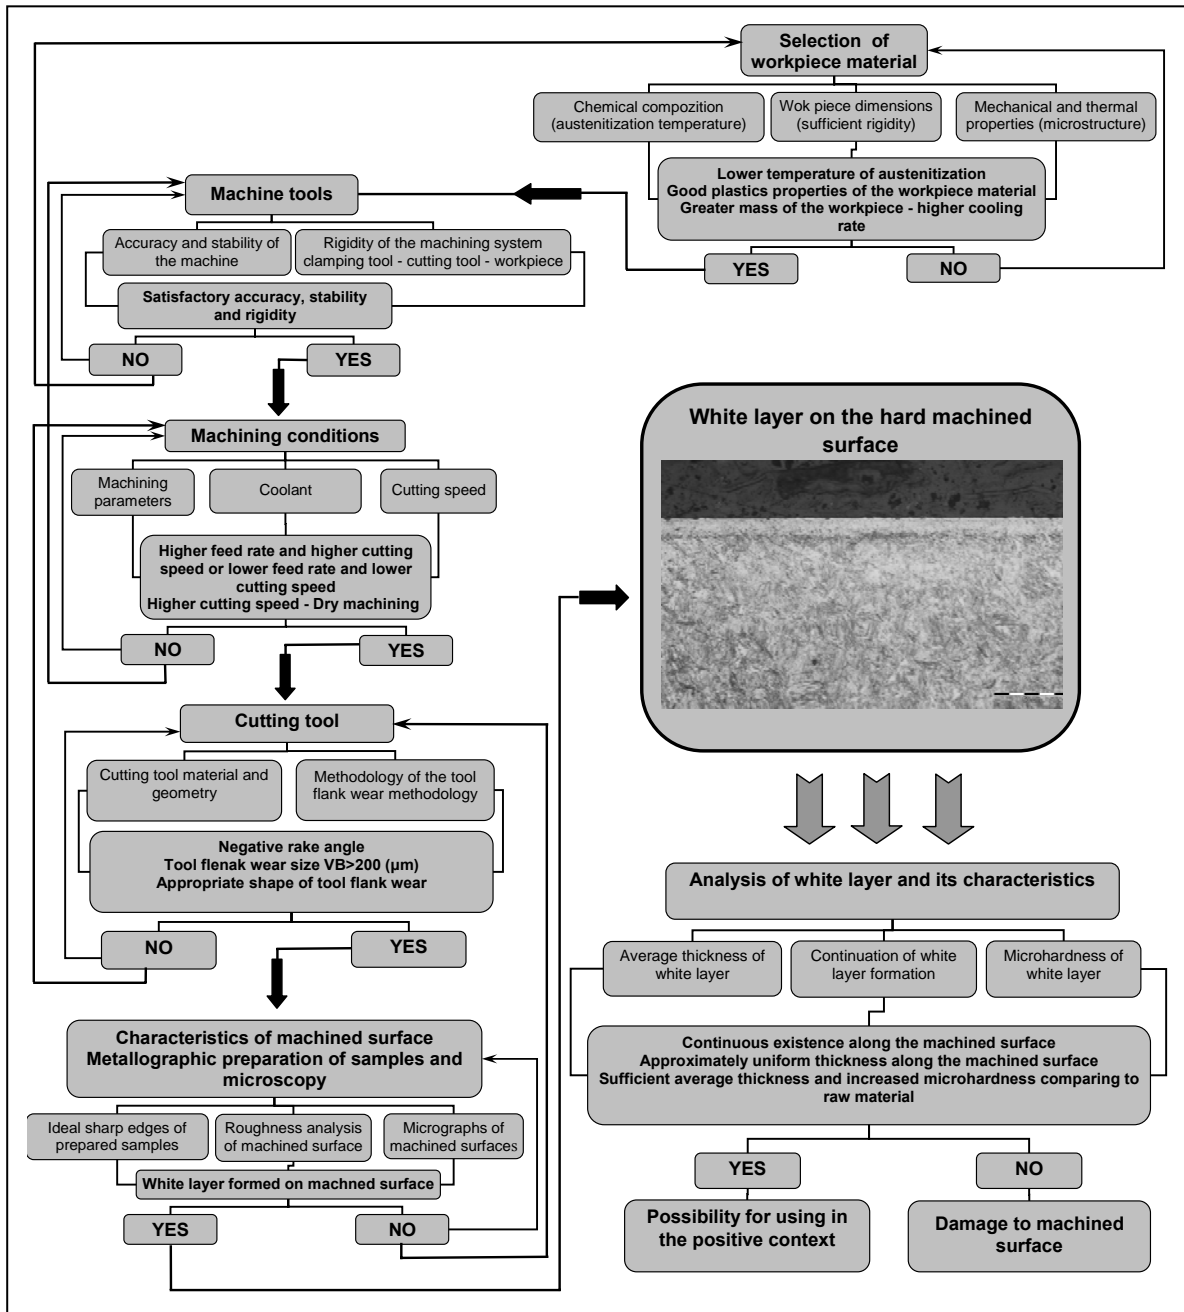 Selection of
workpiece material
Chemical compozition
(austenitization temperature)
Wok piece dimensions
(sufficient rigidity)
Mechanical and thermal
properties (microstructure)
Lower temperature of austenitization
Good plastics properties of the workpiece material
Greater mass of the workpiece - higher cooling
rate
YES
NO
Machine tools
Accuracy and stability of
the machine
Rigidity of the machining system
clamping tool - cutting tool - workpiece
Satisfactory accuracy, stability
and rigidity
NO
YES
Machining conditions
Machining
parameters
Coolant
Cutting speed
Higher feed rate and higher cutting
speed or lower feed rate and lower
cutting speed
Higher cutting speed - Dry machining
NO
YES
Cutting tool
Cutting tool material and
geometry
Methodology of the tool
flank wear methodology
Negative rake angle
Tool flenak wear size VB>200 (µm)
Appropriate shape of tool flank wear
NO
YES
Characteristics of machined surface
Metallographic preparation of samples and
microscopy
Ideal sharp edges of
prepared samples
Roughness analysis
of machined surface
Micrographs of
machined surfaces
White layer formed on machned surface
YES
NO
White layer on the hard machined
surface
Analysis of white layer and its characteristics
Average thickness of
white layer
Continuation of white
layer formation
Microhardness of
white layer
Continuous existence along the machined surface
Approximately uniform thickness along the machined surface
Sufficient average thickness and increased microhardness comparing to
raw material
YES
NO
Possibility for using in
the positive context
Damage to machined
surface